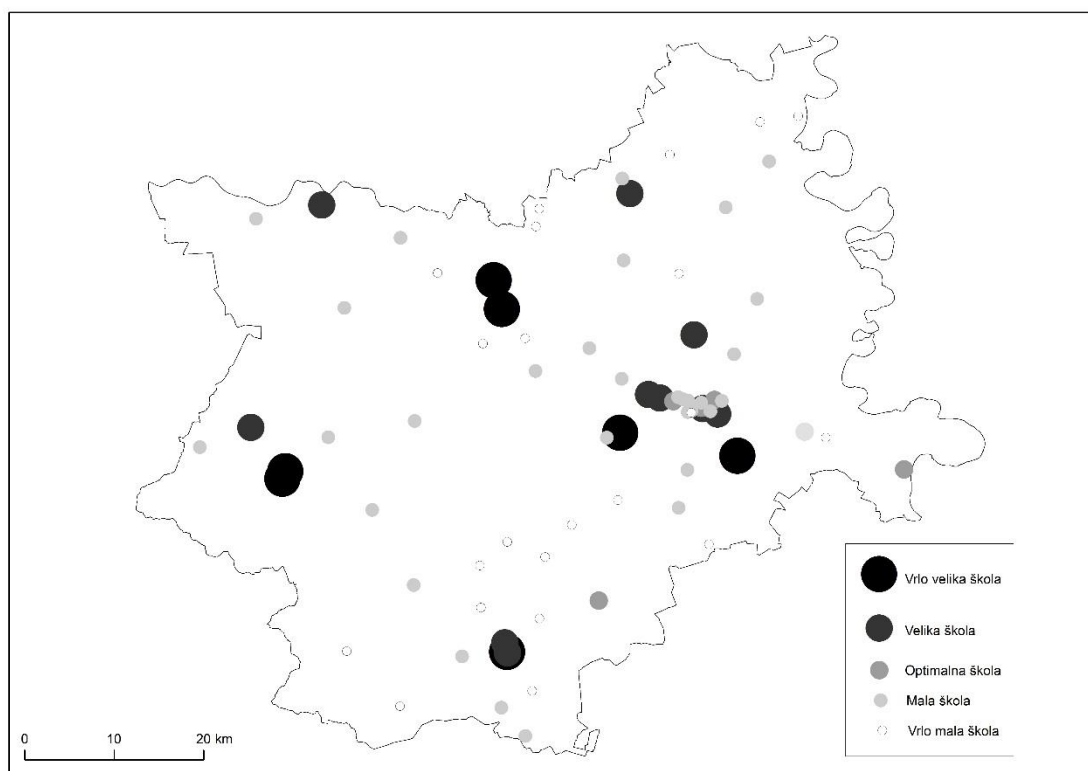 Vrlo velika škola
Velika škola
Optimalna škola
Mala škola
Vrlo mala škola
0 10 20 km